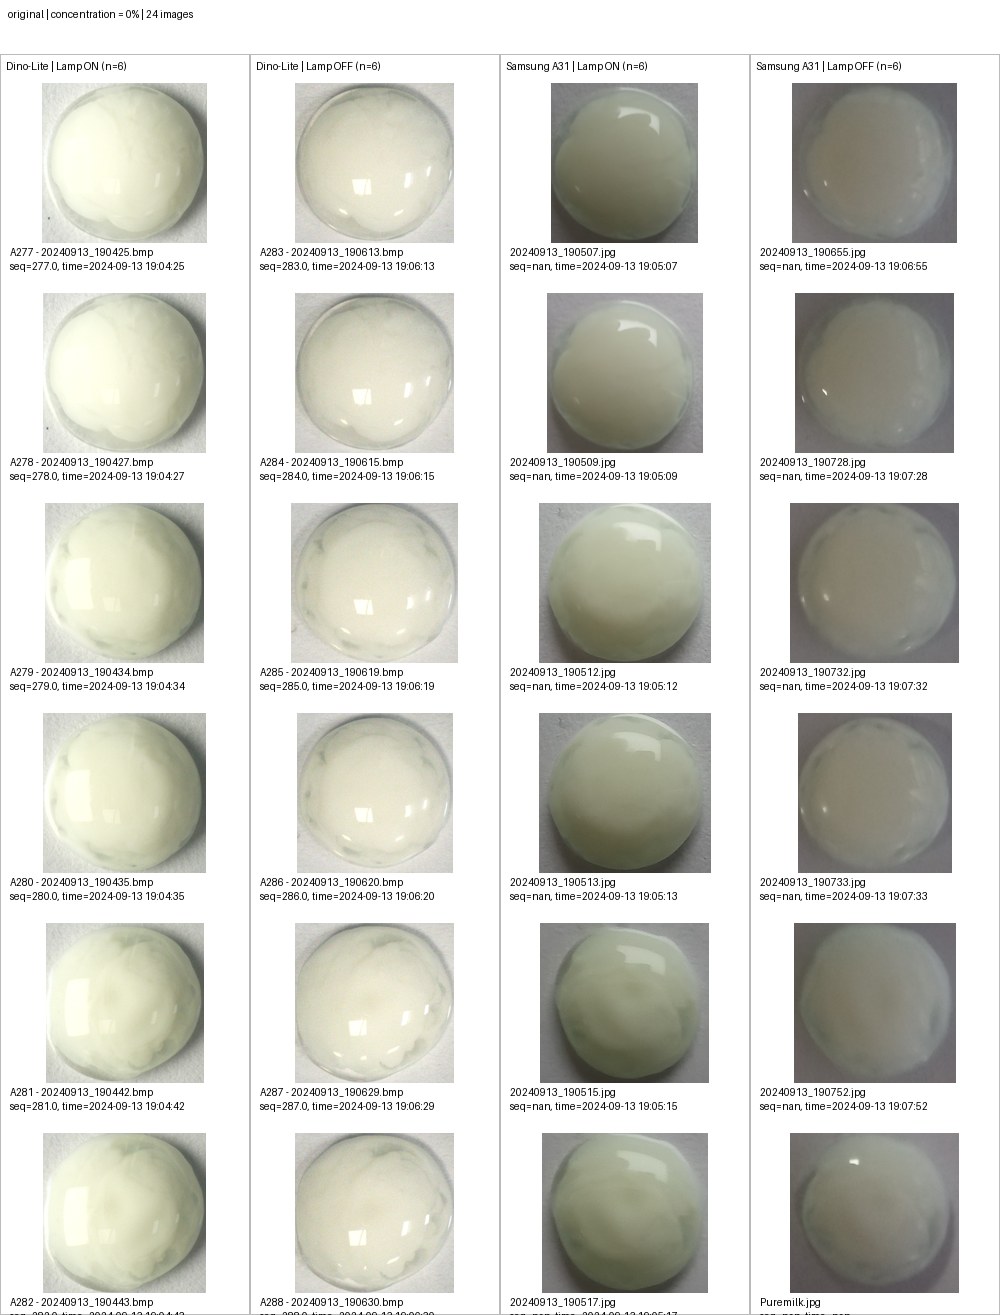 original | concentration = 0% | 24 images
Dino-Lite | Lamp ON (n=6)
Dino-Lite | Lamp OFF (n=6)
Samsung A31 | Lamp ON (n=6)
Samsung A31 | Lamp OFF (n=6)
A277 - 20240913_190425.bmp
seq=277.0, time=2024-09-13 19:04:25
A283 - 20240913_190613.bmp
seq=283.0, time=2024-09-13 19:06:13
20240913_190507.jpg
seq=nan, time=2024-09-13 19:05:07
20240913_190655.jpg
seq=nan, time=2024-09-13 19:06:55
A278 - 20240913_190427.bmp
seq=278.0, time=2024-09-13 19:04:27
A284 - 20240913_190615.bmp
seq=284.0, time=2024-09-13 19:06:15
20240913_190509.jpg
seq=nan, time=2024-09-13 19:05:09
20240913_190728.jpg
seq=nan, time=2024-09-13 19:07:28
A279 - 20240913_190434.bmp
seq=279.0, time=2024-09-13 19:04:34
A285 - 20240913_190619.bmp
seq=285.0, time=2024-09-13 19:06:19
20240913_190512.jpg
seq=nan, time=2024-09-13 19:05:12
20240913_190732.jpg
seq=nan, time=2024-09-13 19:07:32
A280 - 20240913_190435.bmp
seq=280.0, time=2024-09-13 19:04:35
A286 - 20240913_190620.bmp
seq=286.0, time=2024-09-13 19:06:20
20240913_190513.jpg
seq=nan, time=2024-09-13 19:05:13
20240913_190733.jpg
seq=nan, time=2024-09-13 19:07:33
A281 - 20240913_190442.bmp
seq=281.0, time=2024-09-13 19:04:42
A287 - 20240913_190629.bmp
seq=287.0, time=2024-09-13 19:06:29
20240913_190515.jpg
seq=nan, time=2024-09-13 19:05:15
20240913_190752.jpg
seq=nan, time=2024-09-13 19:07:52
A282 - 20240913_190443.bmp
A288 - 20240913_190630.bmp
20240913_190517.jpg
Puremilk.jpg